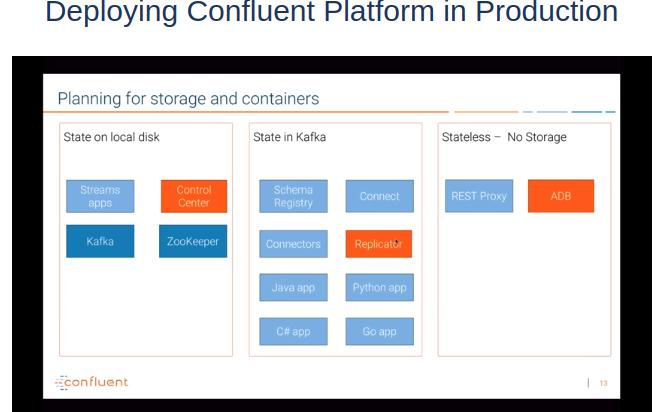 Deploying Confluent Platform in Production
Planning for storage and containers
State on local disk
Streams
apps
Control
Center
Kafka
ZooKeeper
State in Kafka
Schema
Registry
Connect
Connectors
Replicator
Java app
Python app
C# app
Go app
Stateless – No Storage
REST Proxy
ADB
confluent
| 13